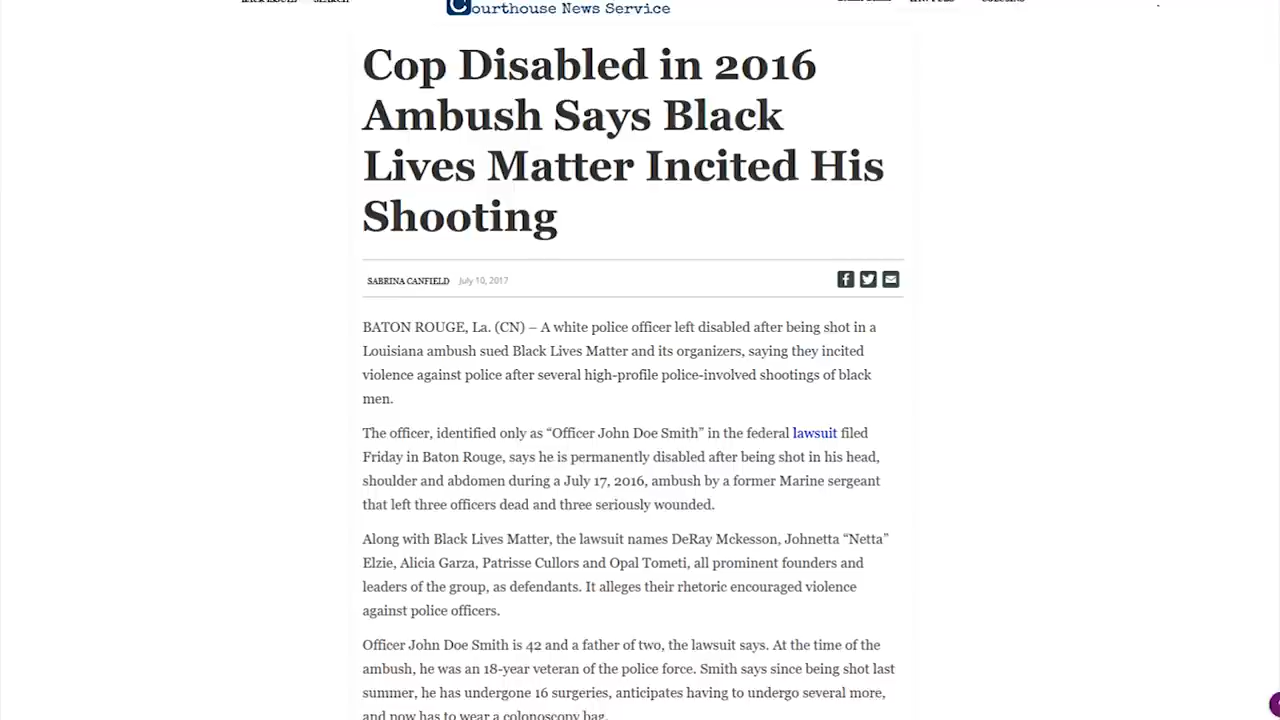 Courthouse News Service
Cop Disabled in 2016
Ambush Says Black
Lives Matter Incited His
Shooting
SABRINA CANFIELD July 10, 2017
BATON ROUGE, La. (CN) – A white police officer left disabled after being shot in a
Louisiana ambush sued Black Lives Matter and its organizers, saying they incited
violence against police after several high-profile police-involved shootings of black
men.
The officer, identified only as “Officer John Doe Smith” in the federal lawsuit filed
Friday in Baton Rouge, says he is permanently disabled after being shot in his head,
shoulder and abdomen during a July 17, 2016, ambush by a former Marine sergeant
that left three officers dead and three seriously wounded.
Along with Black Lives Matter, the lawsuit names DeRay Mckesson, Johnetta “Netta”
Elzie, Alicia Garza, Patrisse Cullors and Opal Tometi, all prominent founders and
leaders of the group, as defendants. It alleges their rhetoric encouraged violence
against police officers.
Officer John Doe Smith is 42 and a father of two, the lawsuit says. At the time of the
ambush, he was an 18-year veteran of the police force. Smith says since being shot last
summer, he has undergone 16 surgeries, anticipates having to undergo several more,
and now has to wear a colonoscopy bag.